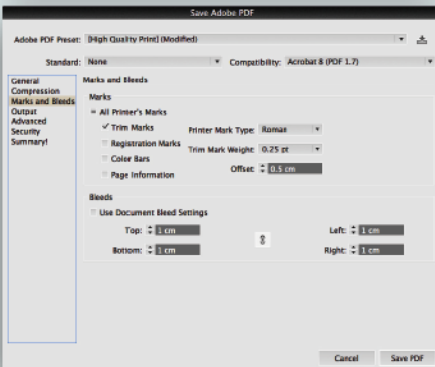 Save Adobe PDF
Adobe PDF Preset: [High Quality Print] (Modified)
Standard: None Compatibility: Acrobat 8 (PDF 1.7)
General
Compression
Marks and Bleeds
Output
Advanced
Security
Summary!
Marks and Bleeds
Marks
All Printer's Marks
Trim Marks
Registration Marks
Color Bars
Page Information
Printer Mark Type: Roman
Trim Mark Weight: 0.25 pt
Offset: 0.5 cm
Bleeds
Use Document Bleed Settings
Top: 1 cm Left: 1 cm
Bottom: 1 cm Right: 1 cm
Cancel Save PDF